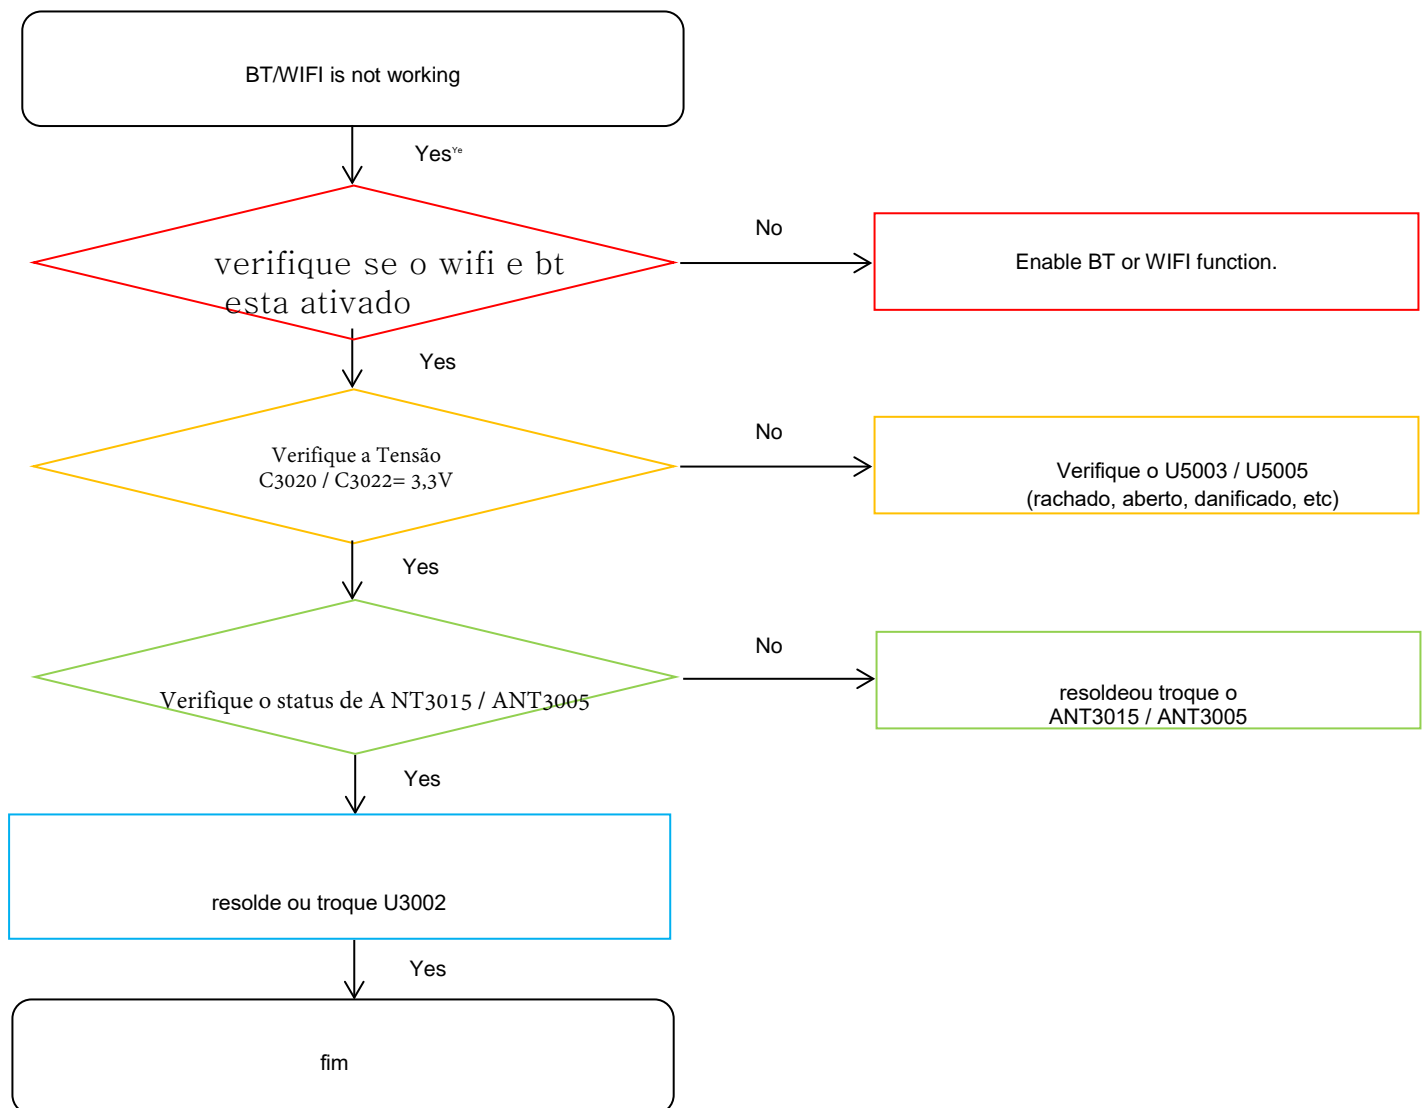 BT/WIFI is not working
Yes Ye
verifique se o wifi e bt
esta ativado
No
Enable BT or WIFI function.
Yes
Verifique a Tensão
C3020 / C3022= 3,3V
No
Verifique o U5003 / U5005
(rachado, aberto, danificado, etc)
Yes
Verifique o status de A NT3015 / ANT3005
No
resoldeou troque o
ANT3015 / ANT3005
Yes
resolde ou troque U3002
Yes
fim